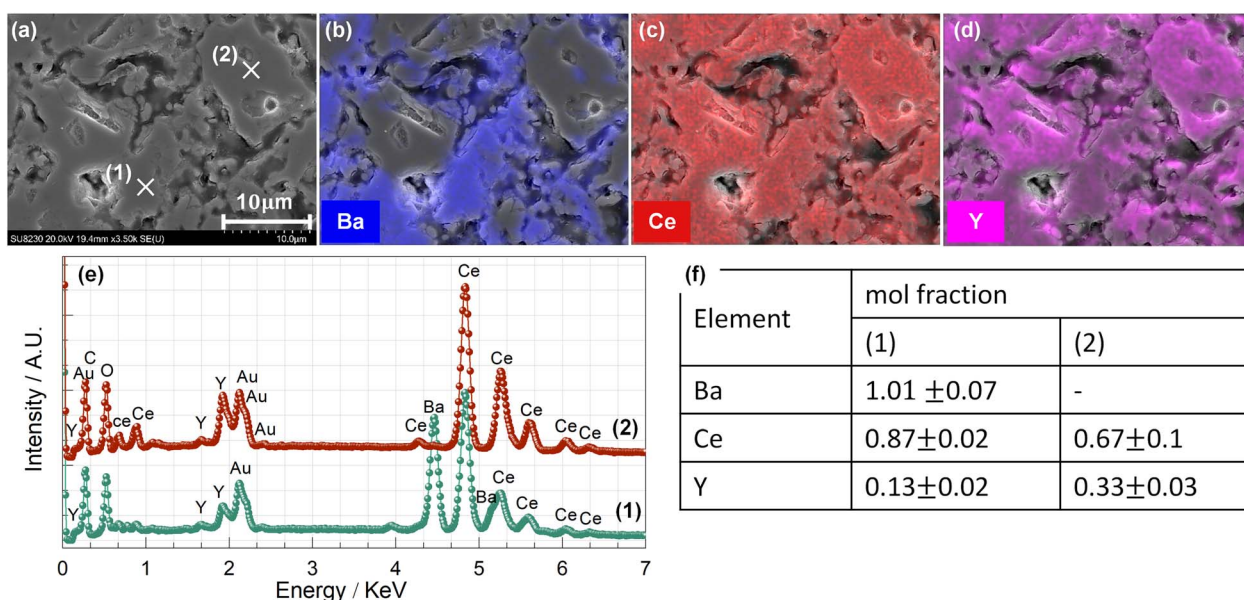 (a)
(2)
(1)
10μm
SU8230 20.0kV 19.4mm x3.50k SE(U)
10.0μm
(b)
Ba
(c)
Ce
(d)
Y
(e)
Intensity / A.U.
Energy / KeV
0 1 2 3 4 5 6 7
Y
Au
C
O
ce
Ce
Y
Y
Au
Au
Au
Ce
Ba
Ce
Ce
Ce
Ce
Ce
(2)
Y
Y
Y
Au
Ba
Ce
Ce
Ce
Ce
(1)
(f)
Element mol fraction
(1) (2)
Ba 1.01 ±0.07 -
Ce 0.87±0.02 0.67±0.1
Y 0.13±0.02 0.33±0.03